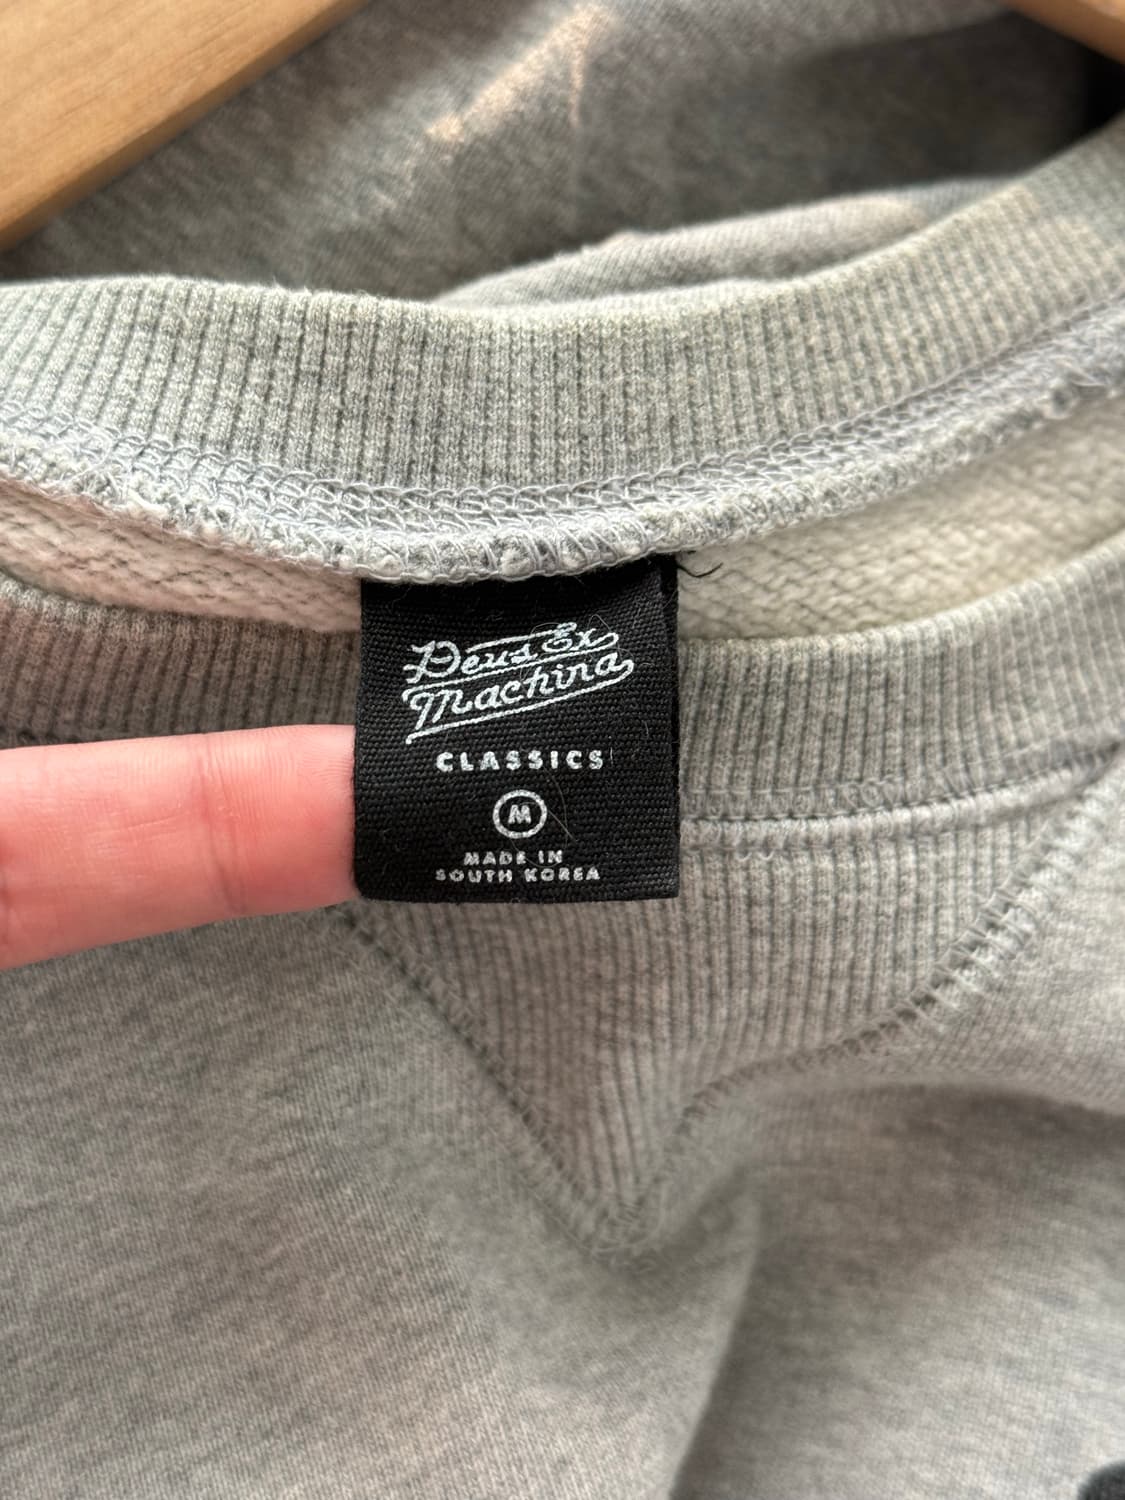 Deus Ex
Machina
CLASSICS
M
MADE IN
SOUTH KOREA